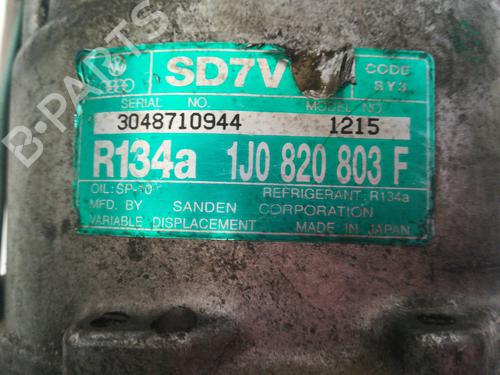 B-PARTS
SD7V
CODE
SY3
SERIAL NO.
MODEL NO.
3048710944
1215
R134a 1J0 820 803 F
OIL: SP-10
REFRIGERANT: R134a
MFD. BY SANDEN CORPORATION
VARIABLE DISPLACEMENT
MADE IN JAPAN